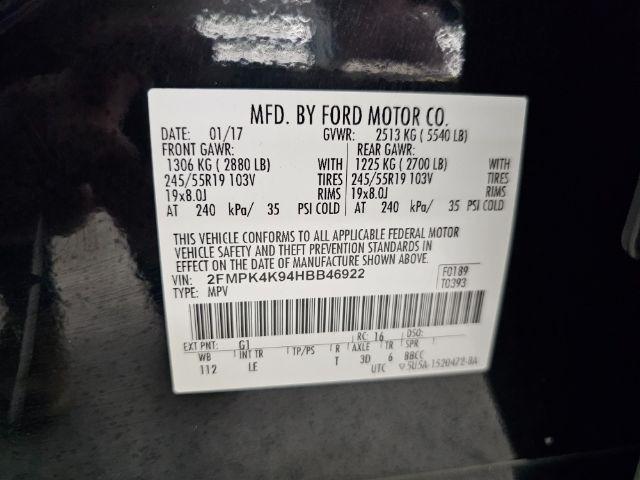 MFD. BY FORD MOTOR CO.
DATE: 01/17 GVWR: 2513 KG ( 5540 LB)
FRONT GAWR: REAR GAWR:
1306 KG ( 2880 LB) WITH 1225 KG ( 2700 LB) WITH
245/55R19 103V TIRES 245/55R19 103V TIRES
19x8.0J RIMS 19x8.0J RIMS
AT 240 kPa/ 35 PSI COLD AT 240 kPa/ 35 PSI COLD
THIS VEHICLE CONFORMS TO ALL APPLICABLE FEDERAL MOTOR
VEHICLE SAFETY AND THEFT PREVENTION STANDARDS IN
EFFECT ON THE DATE OF MANUFACTURE SHOWN ABOVE.
VIN: 2FMPK4K94HBB46922 F0189
TYPE: MPV T0393
EXT PNT: G1 RC: 16 DSO:
WB INT TR TP/PS R AXLE TR SPR
112 LE T 3D 6 BBCC
UTC 5U5A-1520472-BA